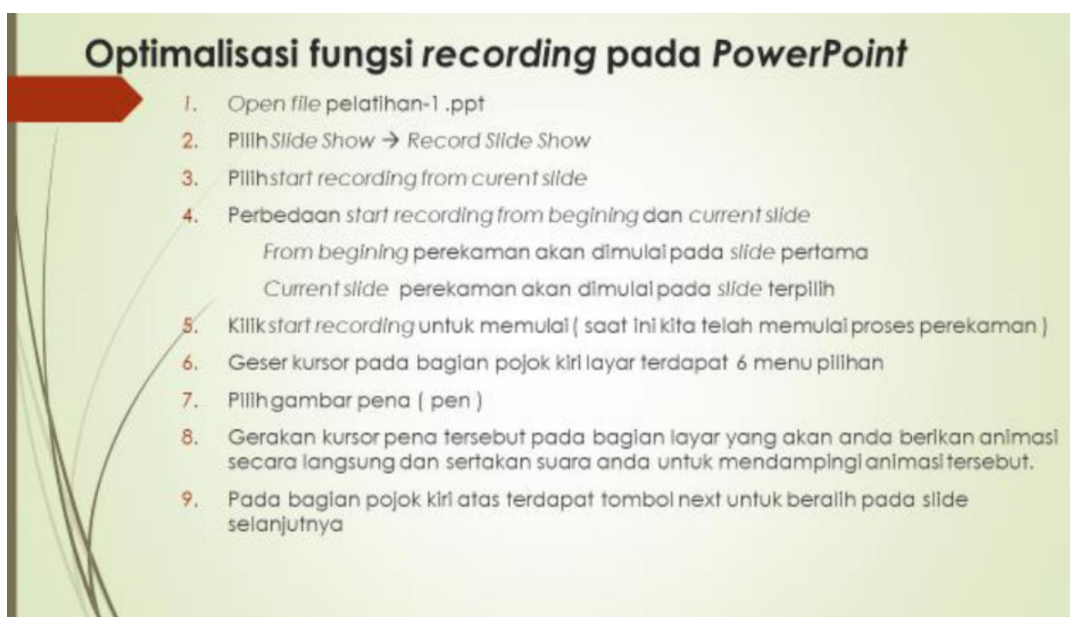 Optimalisasi fungsi recording pada PowerPoint
1. Open file pelatihan-1 .ppt
2. Pilih Slide Show → Record Slide Show
3. Pilih start recording from curent slide
4. Perbedaan start recording from begining dan current slide
From begining perekaman akan dimulai pada slide pertama
Current slide perekaman akan dimulai pada slide terpilih
5. Kilik start recording untuk memulai ( saat ini kita telah memulai proses perekaman )
6. Geser kursor pada bagian pojok kiri layar terdapat 6 menu pilihan
7. Pilih gambar pena ( pen )
8. Gerakan kursor pena tersebut pada bagian layar yang akan anda berikan animasi
secara langsung dan sertakan suara anda untuk mendampingi animasi tersebut.
9. Pada bagian pojok kiri atas terdapat tombol next untuk beralih pada slide
selanjutnya